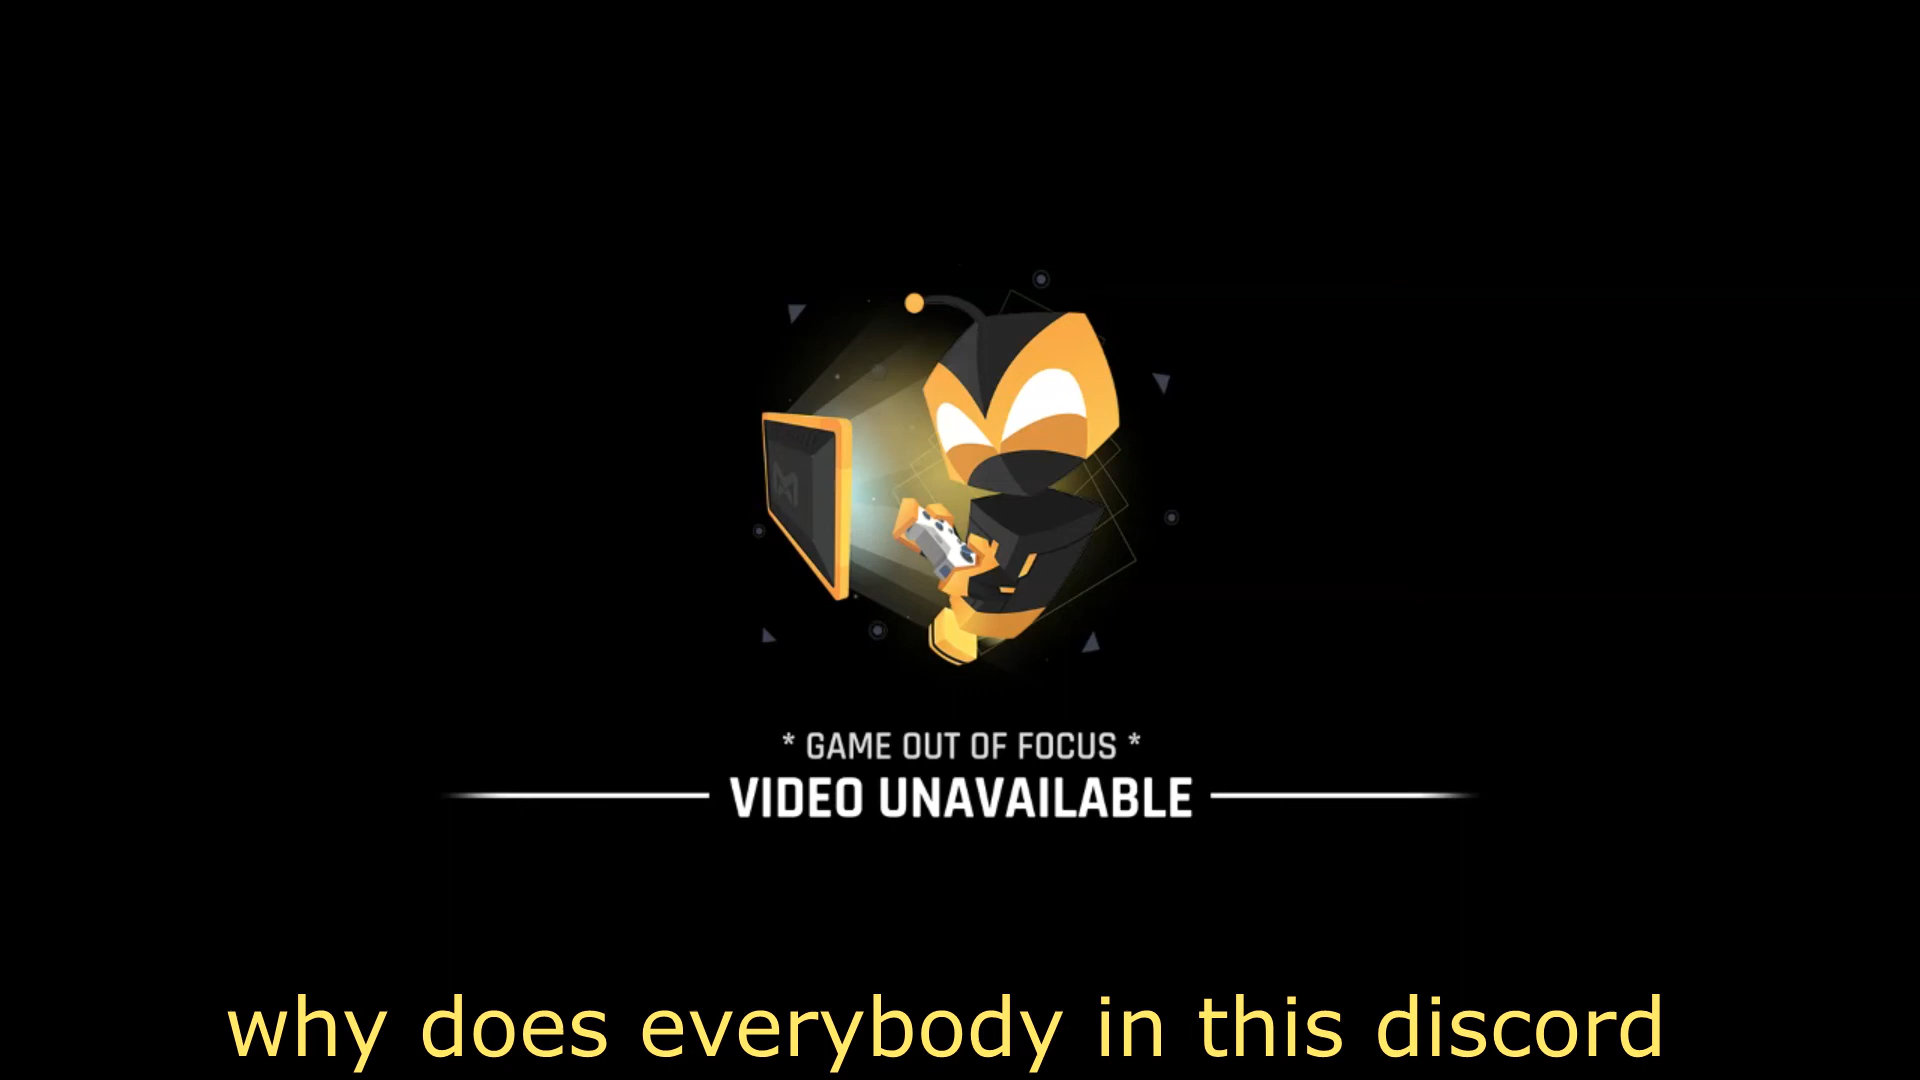 * GAME OUT OF FOCUS *
VIDEO UNAVAILABLE
why does everybody in this discord